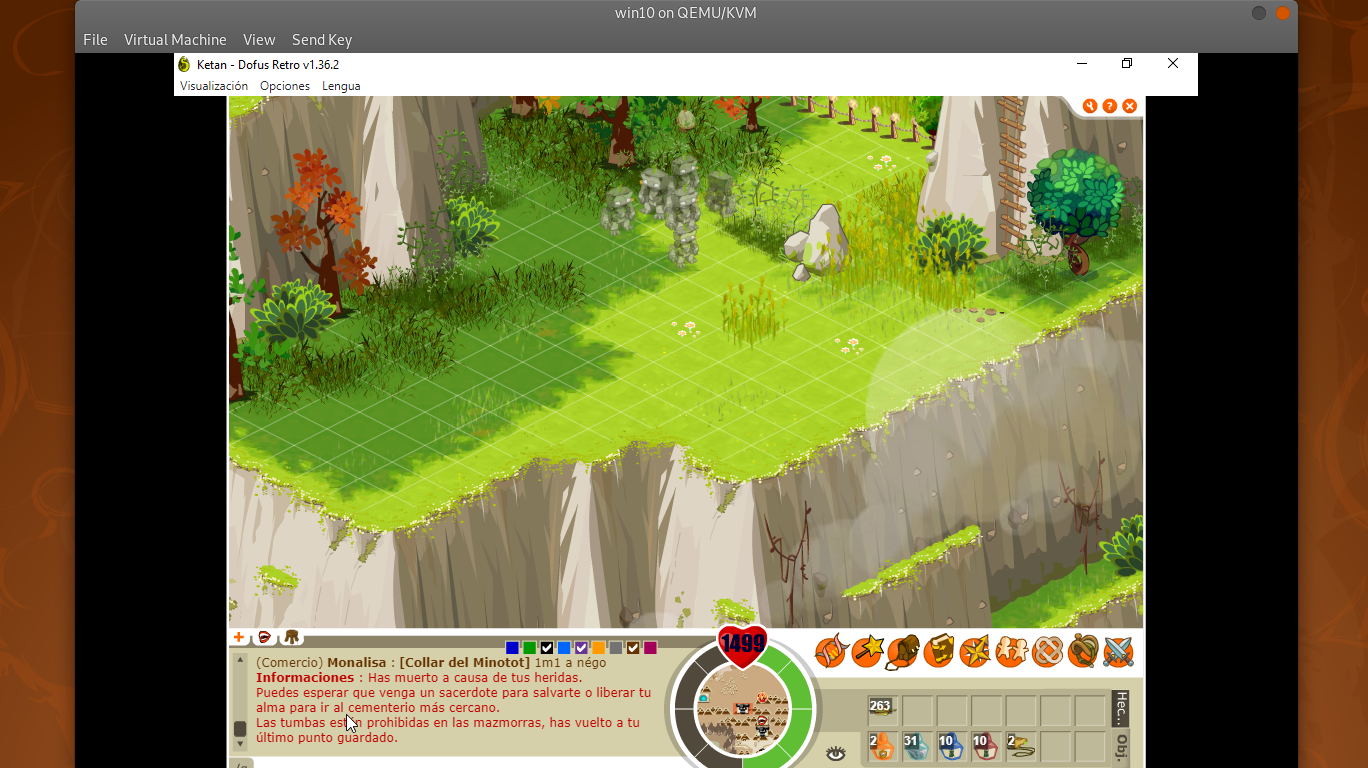 win10 on QEMU/KVM
File Virtual Machine View Send Key
Ketan - Dofus Retro v1.36.2
Visualización Opciones Lengua
?
1499
(Comercio) Monalisa : [Collar del Minotot] 1m1 a négo
Informaciones : Has muerto a causa de tus heridas.
Puedes esperar que venga un sacerdote para salvarte o liberar tu
alma para ir al cementerio más cercano.
Las tumbas están prohibidas en las mazmorras, has vuelto a tu
último punto guardado.
263
Hec...
2 31 10 10 2
Obj.